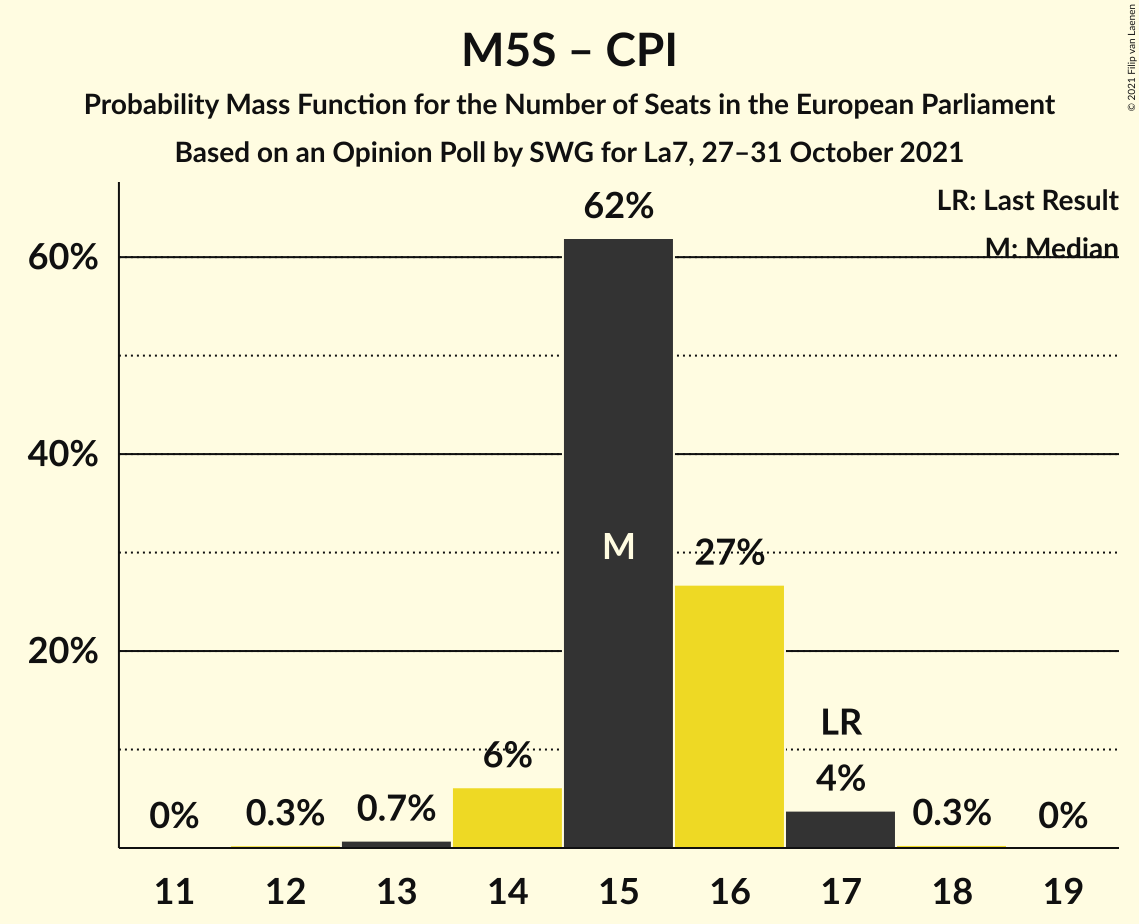 M5S – CPI
Probability Mass Function for the Number of Seats in the European Parliament
Based on an Opinion Poll by SWG for La7, 27–31 October 2021
© 2021 Filip van Laenen
LR: Last Result
M: Median
60%
40%
20%
0%
0.3%
0.7%
6%
62%
M
27%
LR
4%
0.3%
0%
11 12 13 14 15 16 17 18 19